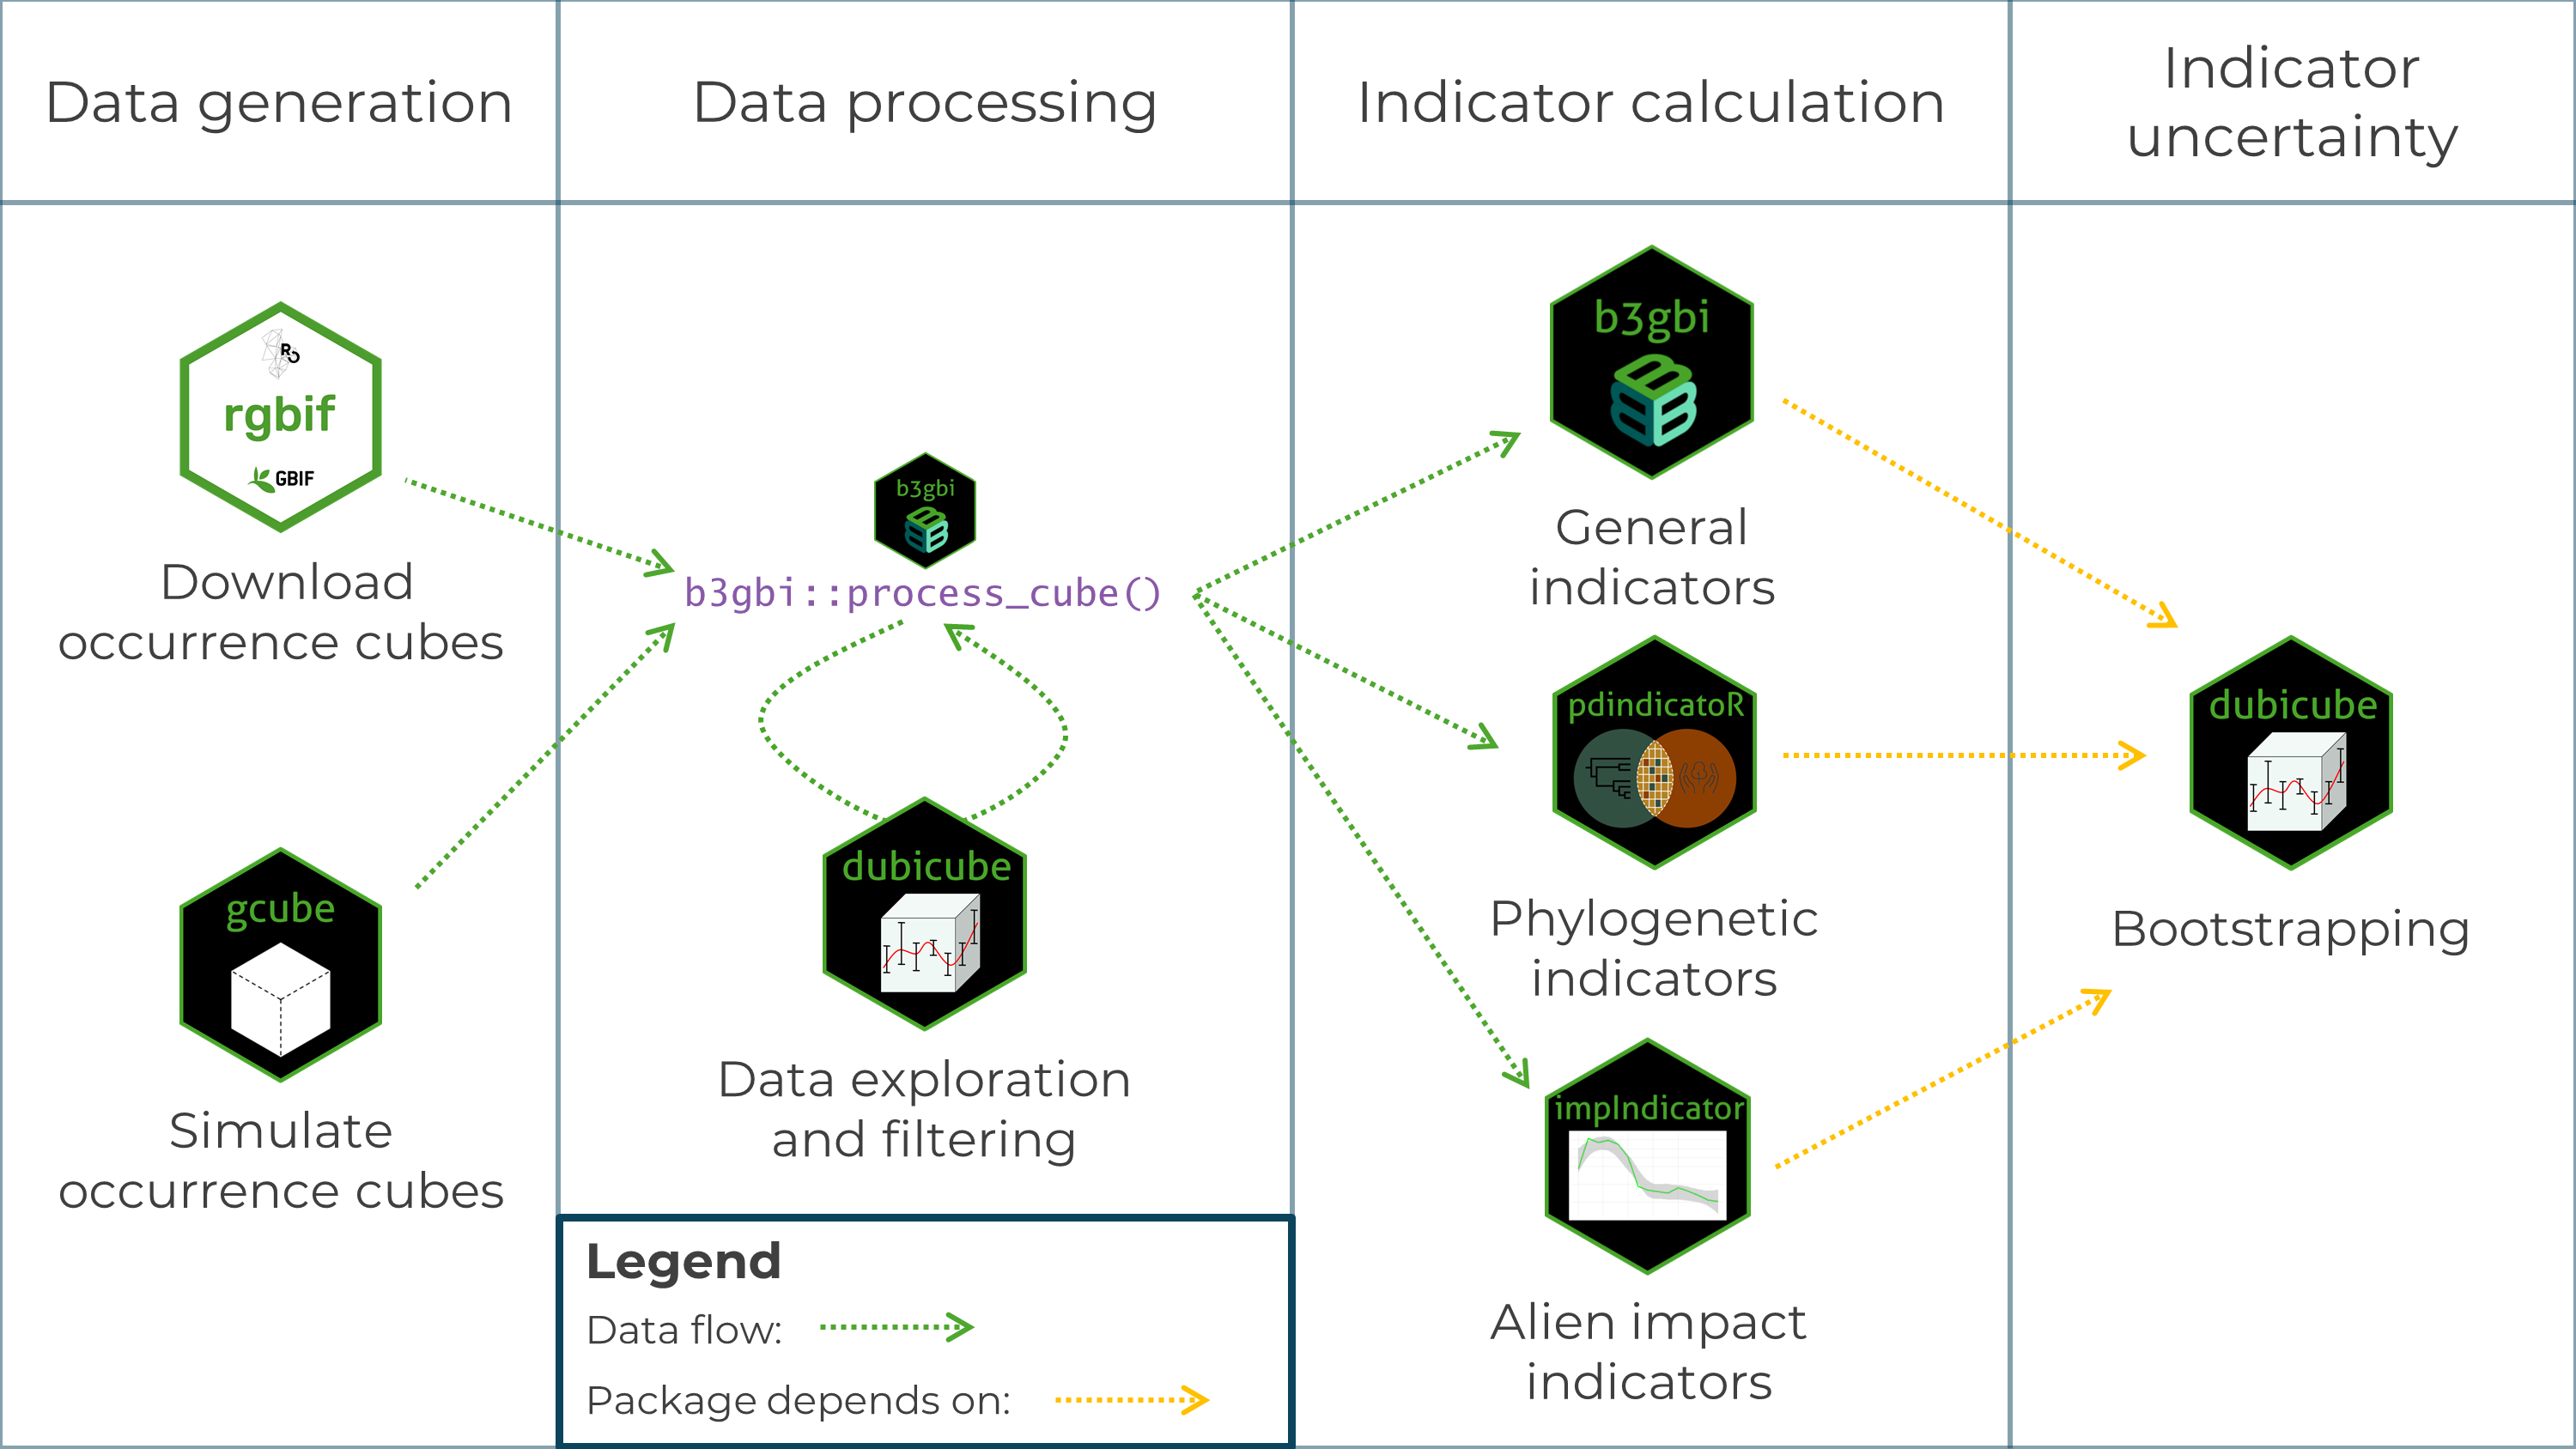 Data generation
Data processing
Indicator calculation
Indicator
uncertainty
R
rgbif
GBIF
Download
occurrence cubes
gcube
Simulate
occurrence cubes
b3gbi
b3gbi::process_cube()
dubicube
Data exploration
and filtering
Legend
Data flow:
Package depends on:
b3gbi
General
indicators
pdindicatoR
Phylogenetic
indicators
impIndicator
Alien impact
indicators
dubicube
Bootstrapping